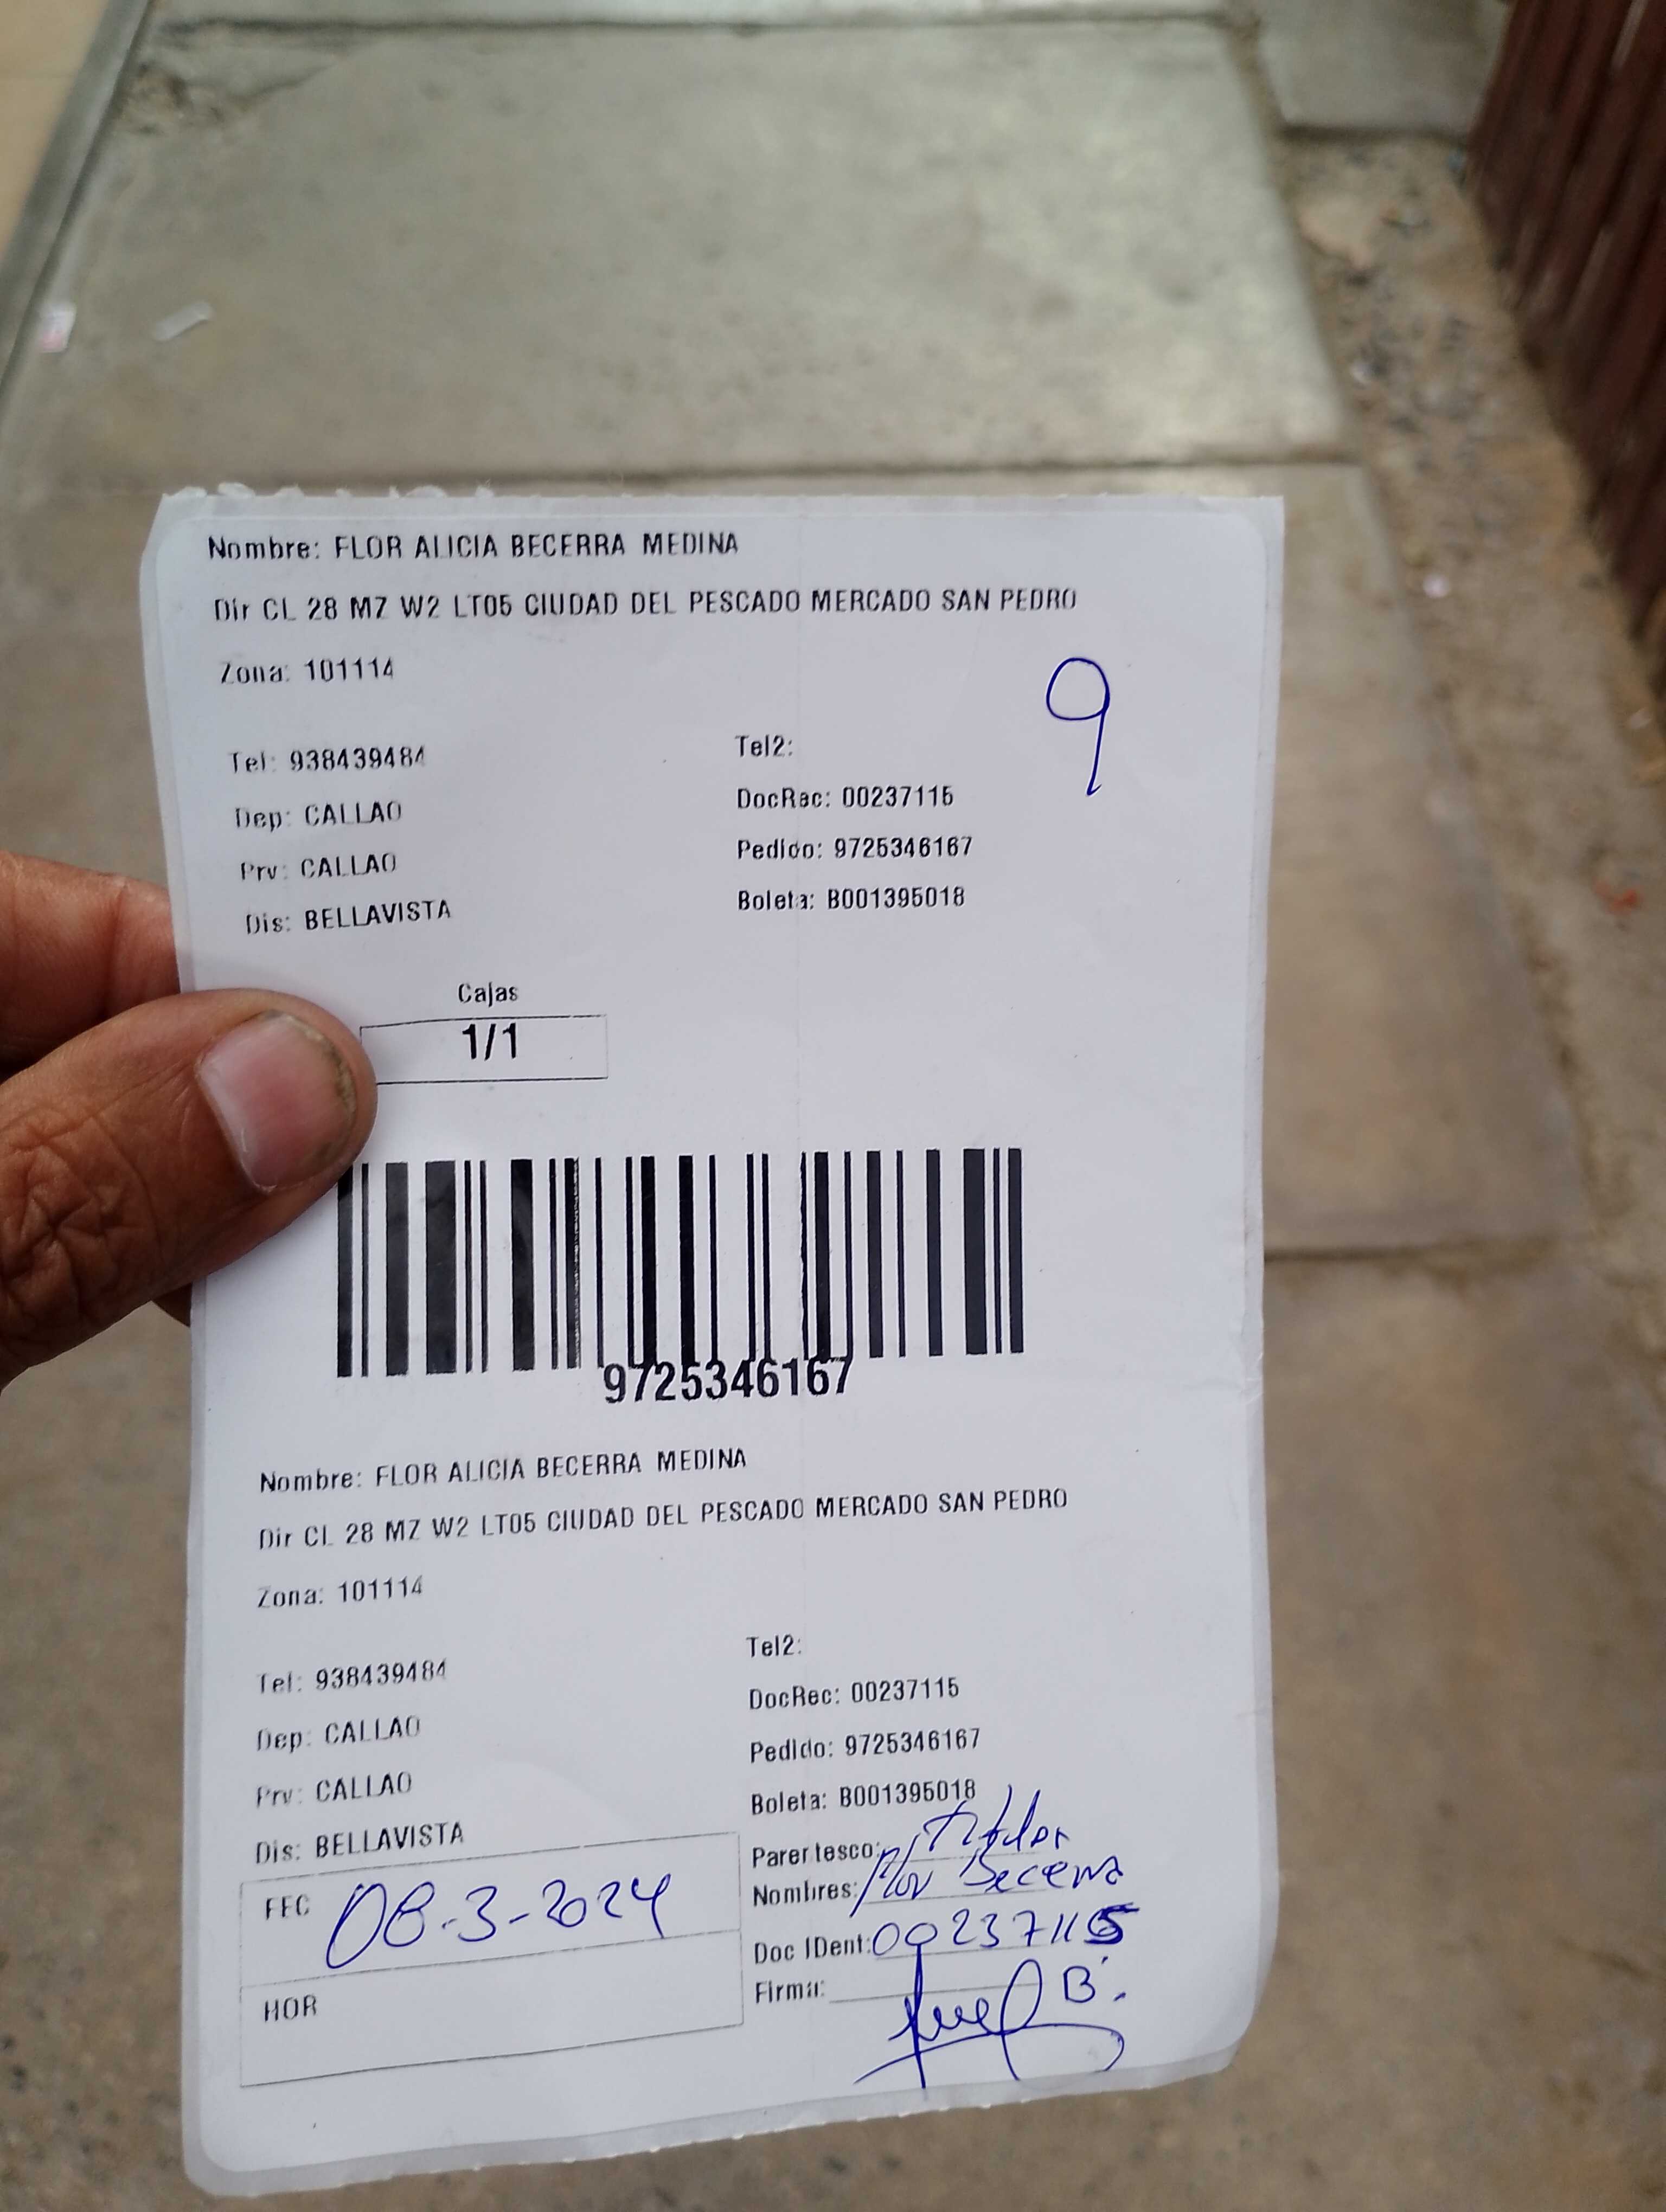 Nombre: FLOR ALICIA BECERRA MEDINA
Dir CL 28 MZ W2 LT05 CIUDAD DEL PESCADO MERCADO SAN PEDRO
Zona: 101114
9
Tel: 938439484
Tel2:
Dep: CALLAO
DocRec: 00237115
Prv: CALLAO
Pedido: 9725346167
Dis: BELLAVISTA
Boleta: B001395018
Cajas
1/1
9725346167
Nombre: FLOR ALICIA BECERRA MEDINA
Dir CL 28 MZ W2 LT05 CIUDAD DEL PESCADO MERCADO SAN PEDRO
Zona: 101114
Tel: 938439484
Tel2:
Dep: CALLAO
DocRec: 00237115
Prv: CALLAO
Pedido: 9725346167
Dis: BELLAVISTA
Boleta: B001395018
FEC 08-3-2024
HOR
Parertesco: Titular
Nombres: Flor Becerra
Doc IDent: 00237115
Firma: B.